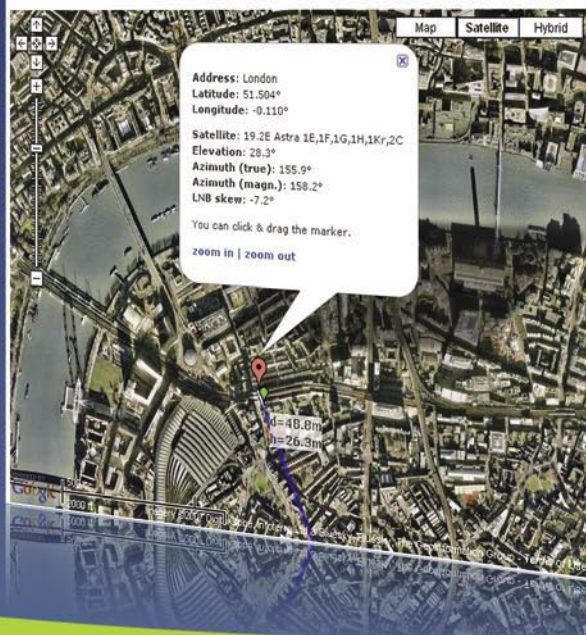 Map Satellite Hybrid
Address: London
Latitude: 51.504°
Longitude: -0.110°
Satellite: 19.2E Astra 1E,1F,1G,1H,1Kr,2C
Elevation: 28.3°
Azimuth (true): 155.9°
Azimuth (magn.): 158.2°
LNB skew: -7.2°
You can click & drag the marker.
zoom in | zoom out
d=48.8m
h=26.3m
Google